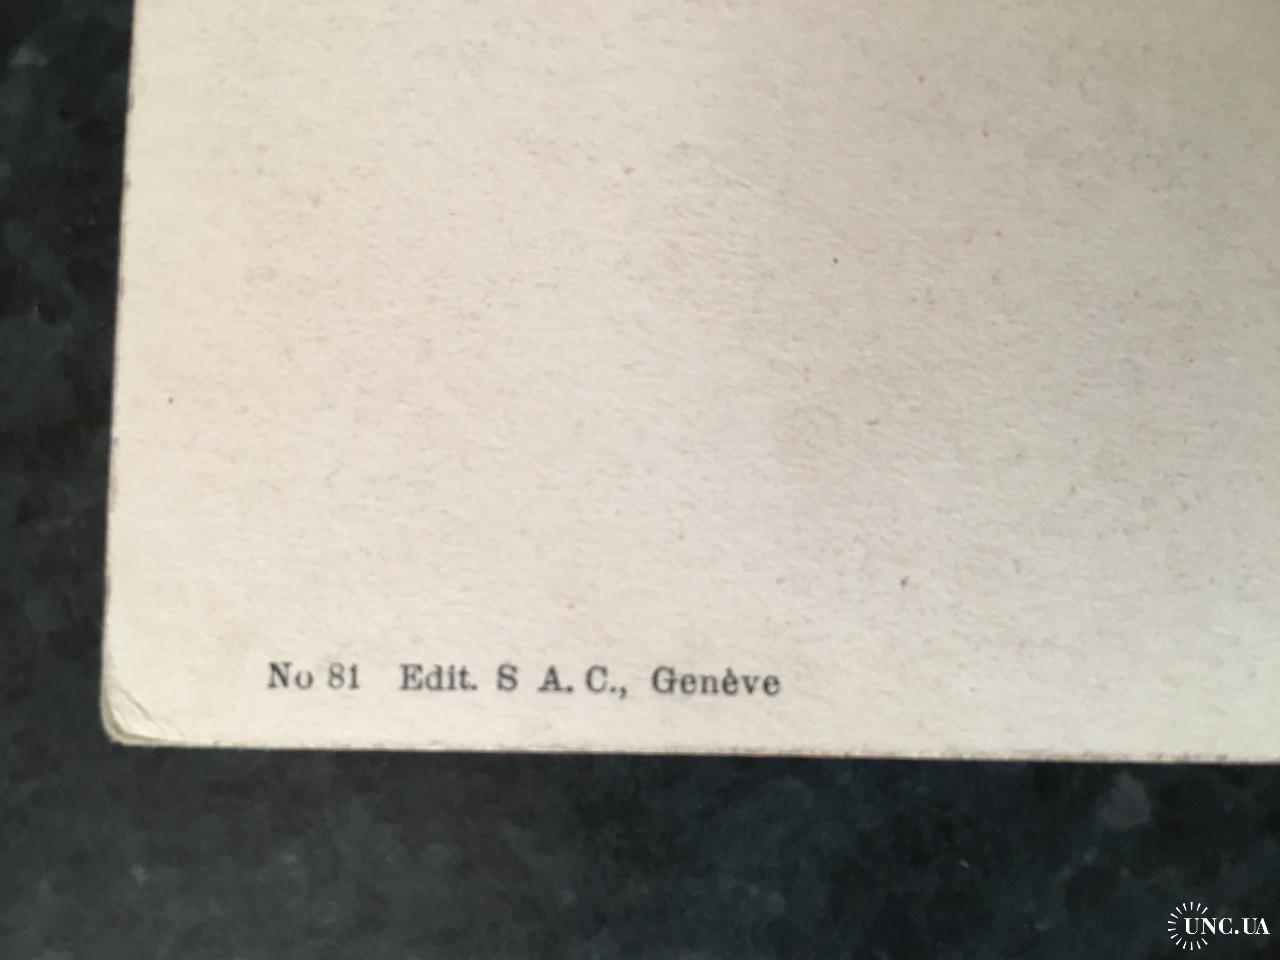 No 81 Edit. S A. C., Genève
UNC.UA